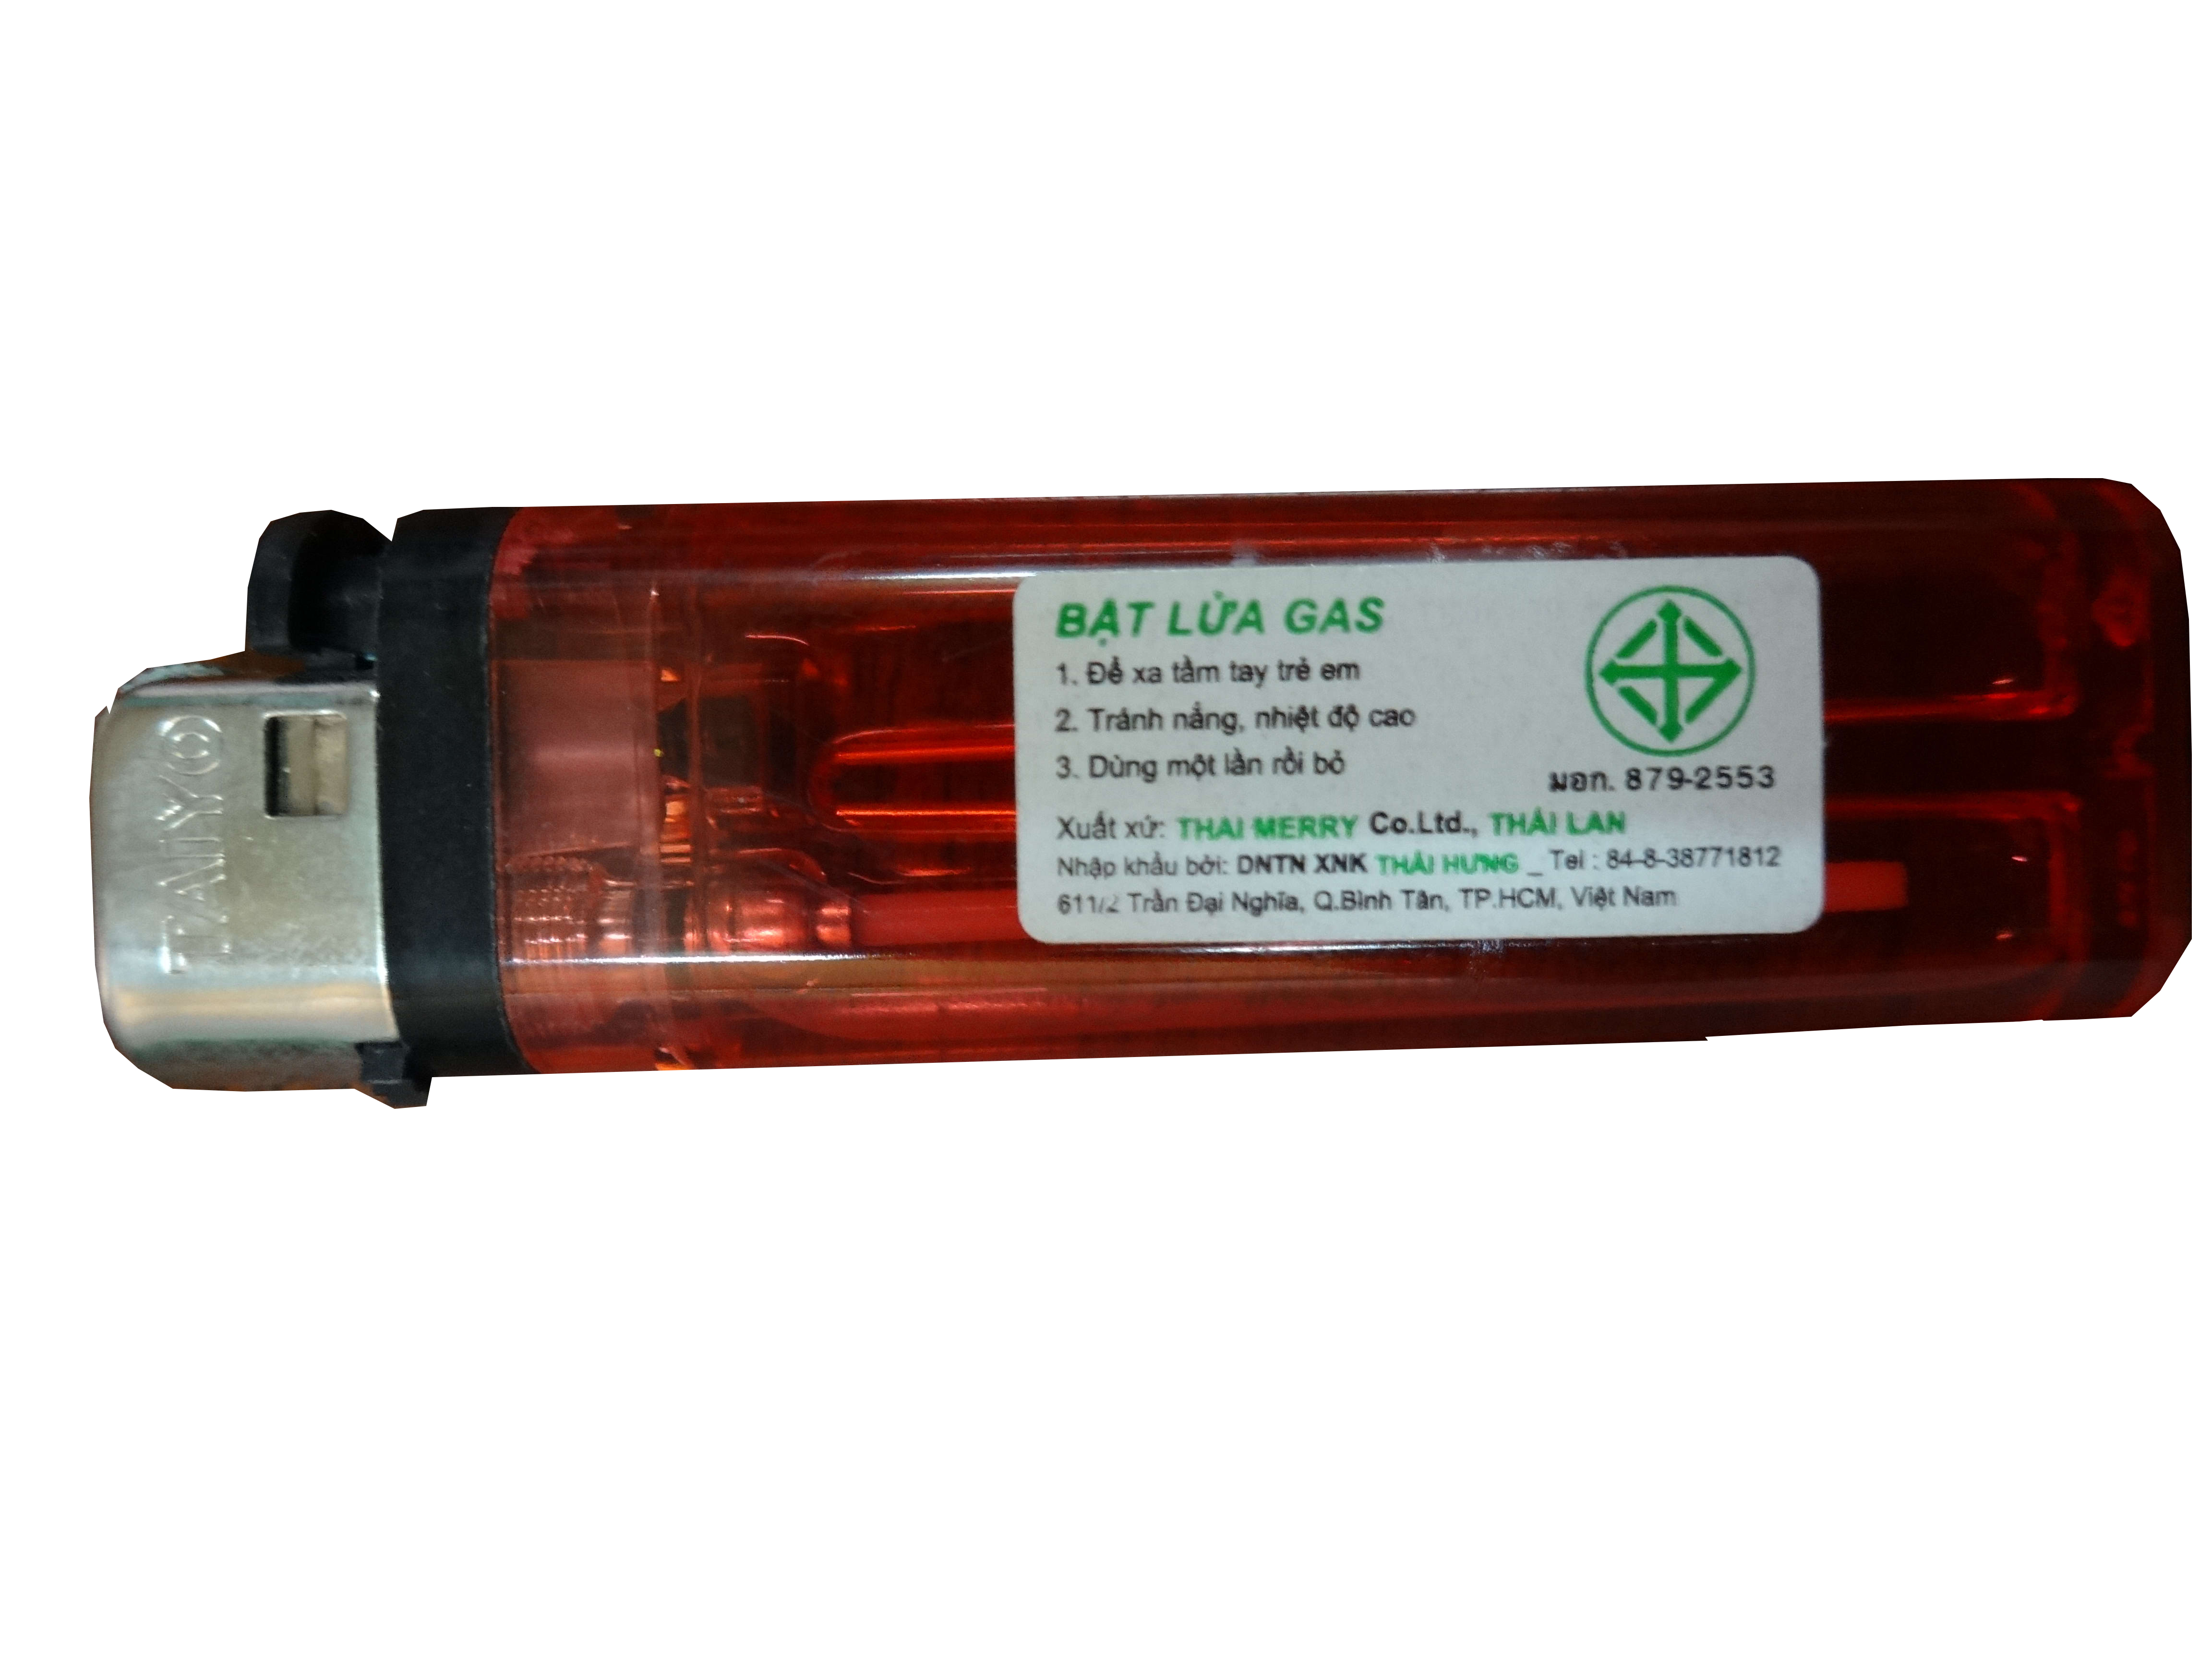 TAIYO
BẬT LỬA GAS
1. Để xa tầm tay trẻ em
2. Tránh nắng, nhiệt độ cao
3. Dùng một lần rồi bỏ
มอก. 879-2553
Xuất xứ: THAI MERRY Co.Ltd., THÁI LAN
Nhập khẩu bởi: DNTN XNK THÁI HƯNG _ Tel : 84-8-38771812
611/2 Trần Đại Nghĩa, Q.Bình Tân, TP.HCM, Việt Nam